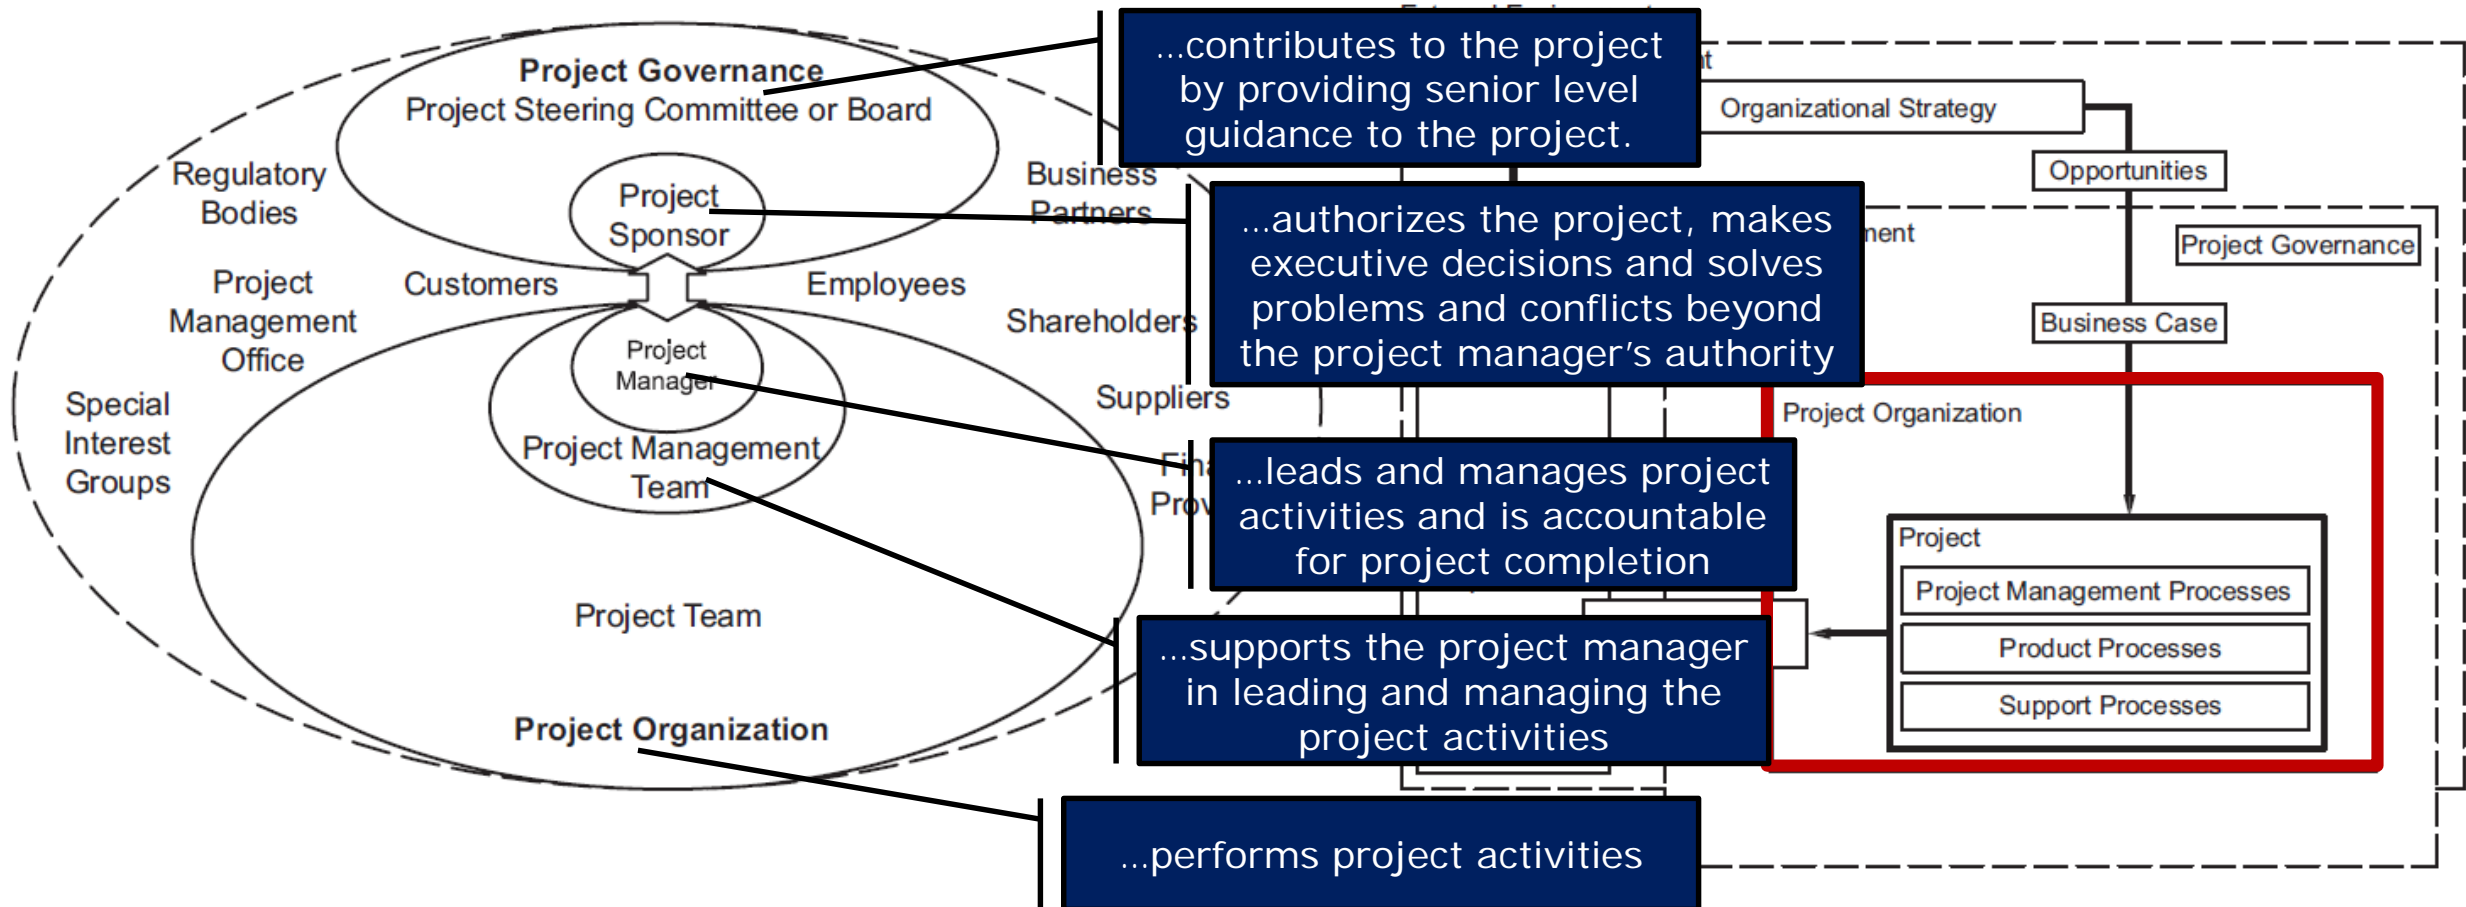 Project Governance
Project Steering Committee or Board
Regulatory
Bodies
Project
Sponsor
Business
Partners
Project
Management
Office
Customers
Employees
Shareholders
Project
Manager
Suppliers
Special
Interest
Groups
Project Management
Team
Project Team
Project Organization
...contributes to the project
by providing senior level
guidance to the project.
...authorizes the project, makes
executive decisions and solves
problems and conflicts beyond
the project manager's authority
...leads and manages project
activities and is accountable
for project completion
...supports the project manager
in leading and managing the
project activities
...performs project activities
Organizational Strategy
Opportunities
Project Governance
Business Case
Project Organization
Project
Project Management Processes
Product Processes
Support Processes